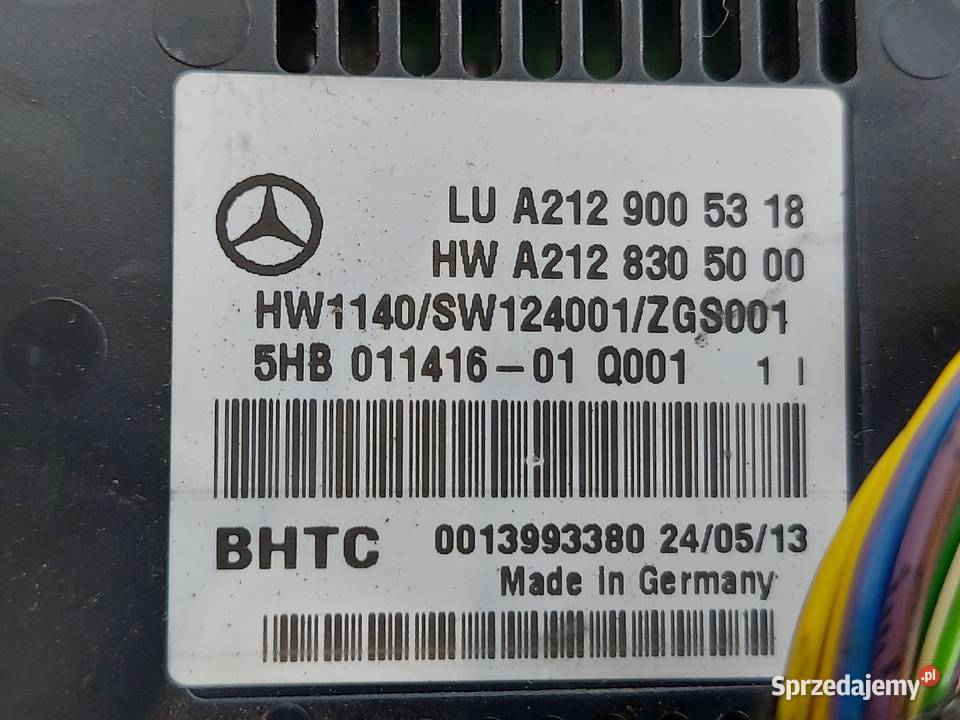 LU A212 900 53 18
HW A212 830 50 00
HW1140/SW124001/ZGS001
5HB 011416-01 Q001 1 I
BHTC 0013993380 24/05/13
Made in Germany
Sprzedajemy.pl